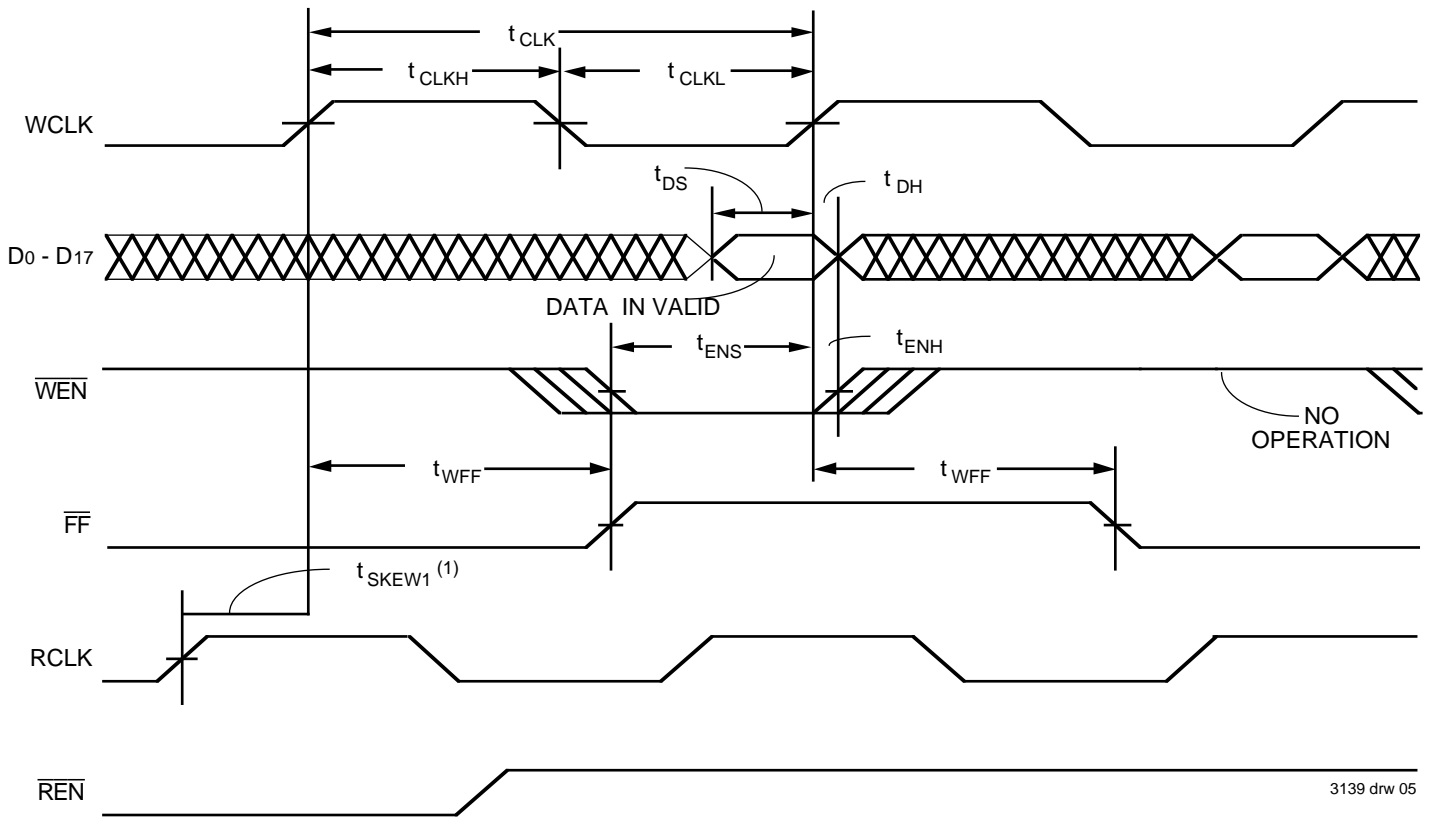 t CLK
t CLKH
t CLKL
WCLK
t DS
t DH
D0 - D17
DATA IN VALID
t ENS
t ENH
WEN
NO
OPERATION
t WFF
t WFF
FF
t SKEW1 (1)
RCLK
REN
3139 drw 05